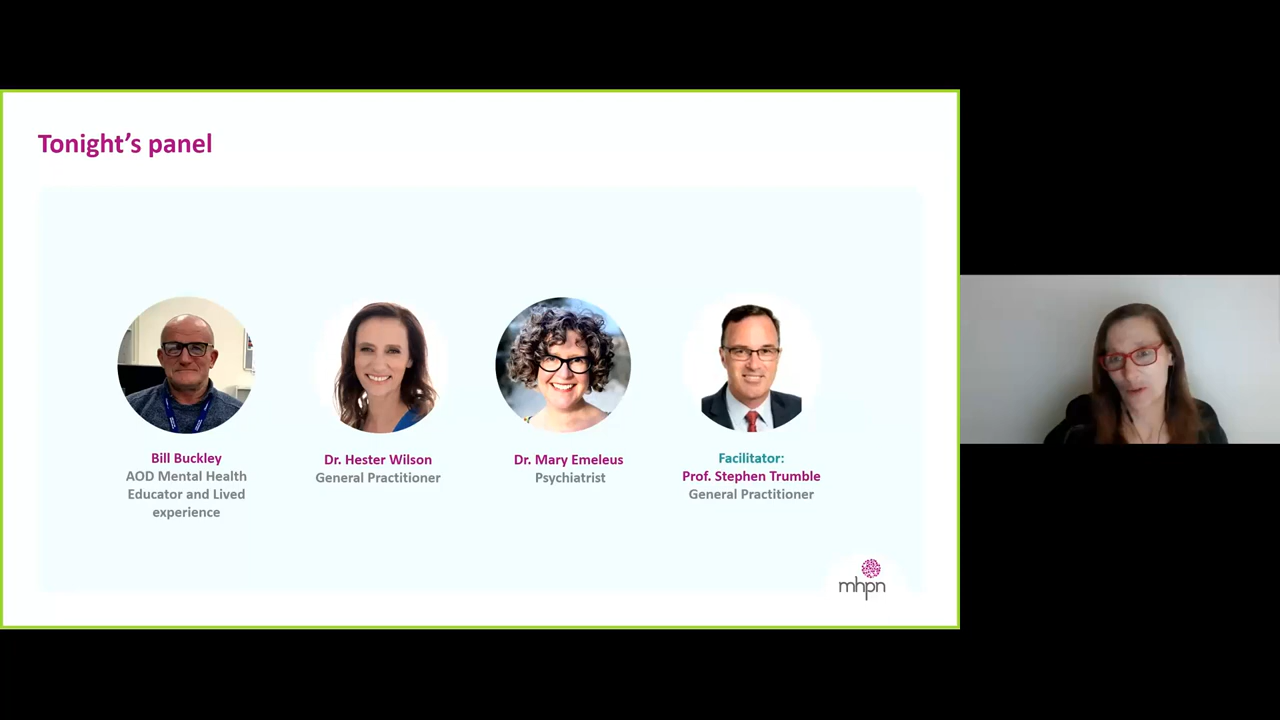 Tonight's panel
Bill Buckley
AOD Mental Health
Educator and Lived
experience
Dr. Hester Wilson
General Practitioner
Dr. Mary Emeleus
Psychiatrist
Facilitator:
Prof. Stephen Trumble
General Practitioner
mhpn